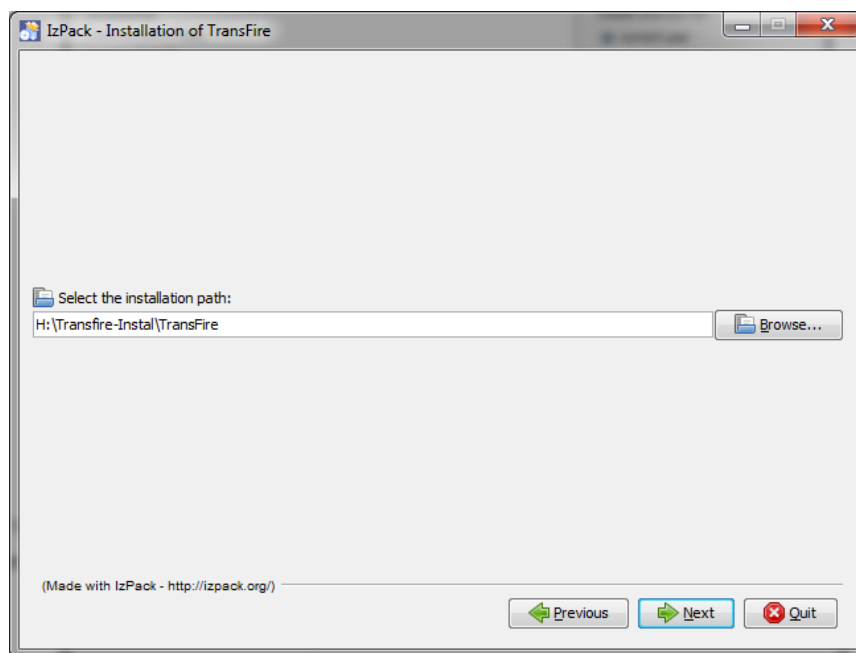 IzPack - Installation of TransFire
Select the installation path:
H:\Transfire-Instal\TransFire
Browse...
(Made with IzPack - http://izpack.org/)
Previous
Next
Quit